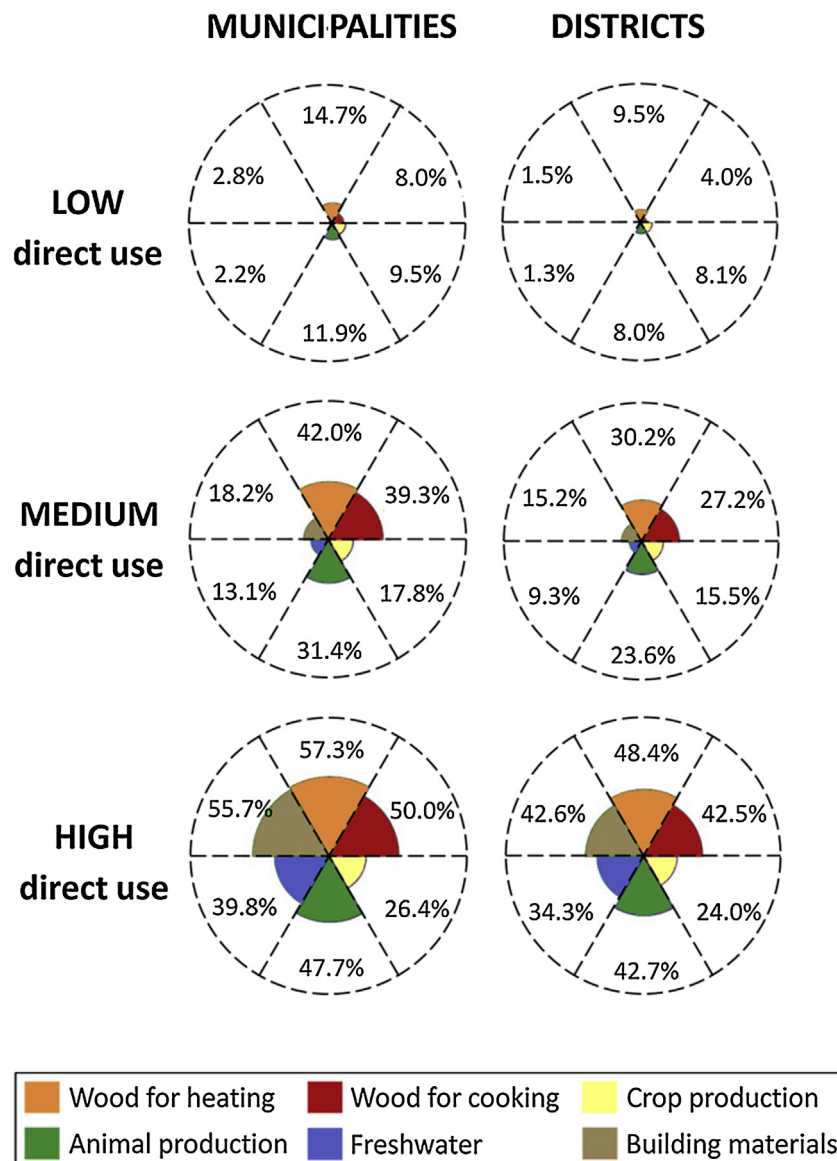 MUNICIPALITIES DISTRICTS
14.7% 9.5%
2.8% 8.0% 1.5% 4.0%
LOW
direct use
2.2% 9.5% 1.3% 8.1%
11.9% 8.0%
42.0% 30.2%
18.2% 39.3% 15.2% 27.2%
MEDIUM
direct use
13.1% 17.8% 9.3% 15.5%
31.4% 23.6%
57.3% 48.4%
55.7% 50.0% 42.6% 42.5%
HIGH
direct use
39.8% 26.4% 34.3% 24.0%
47.7% 42.7%
Wood for heating Wood for cooking Crop production
Animal production Freshwater Building materials